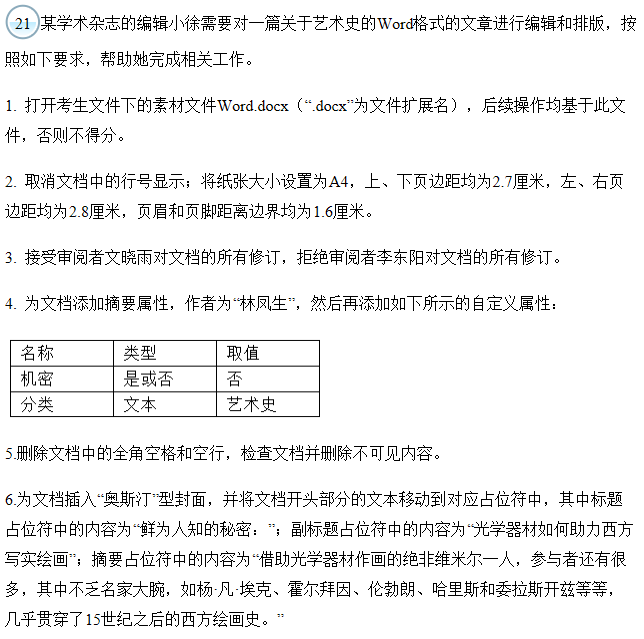 21 某学术杂志的编辑小徐需要对一篇关于艺术史的Word格式的文章进行编辑和排版，按
照如下要求，帮助她完成相关工作。
1. 打开考生文件下的素材文件Word.docx（“.docx”为文件扩展名），后续操作均基于此文
件，否则不得分。
2. 取消文档中的行号显示；将纸张大小设置为A4，上、下页边距均为2.7厘米，左、右页
边距均为2.8厘米，页眉和页脚距离边界均为1.6厘米。
3. 接受审阅者文晓雨对文档的所有修订，拒绝审阅者李东阳对文档的所有修订。
4. 为文档添加摘要属性，作者为“林凤生”，然后再添加如下所示的自定义属性：
名称 类型 取值
机密 是或否 否
分类 文本 艺术史
5.删除文档中的全角空格和空行，检查文档并删除不可见内容。
6.为文档插入“奥斯汀”型封面，并将文档开头部分的文本移动到对应占位符中，其中标题
占位符中的内容为“鲜为人知的秘密：”；副标题占位符中的内容为“光学器材如何助力西方
写实绘画”；摘要占位符中的内容为“借助光学器材作画的绝非维米尔一人，参与者还有很
多，其中不乏名家大腕，如杨·凡·埃克、霍尔拜因、伦勃朗、哈里斯和委拉斯开兹等等，
几乎贯穿了15世纪之后的西方绘画史。”